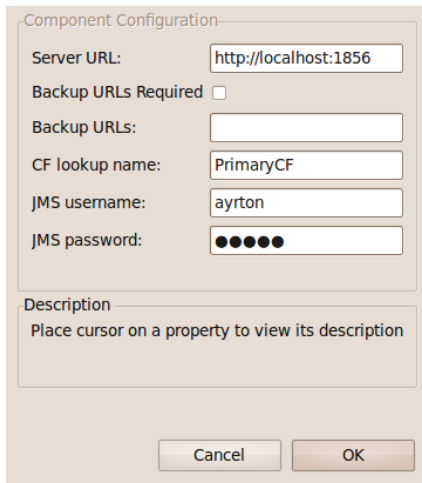 Component Configuration
Server URL: http://localhost:1856
Backup URLs Required
Backup URLs:
CF lookup name: PrimaryCF
JMS username: ayrton
JMS password: ●●●●●
Description
Place cursor on a property to view its description
Cancel OK